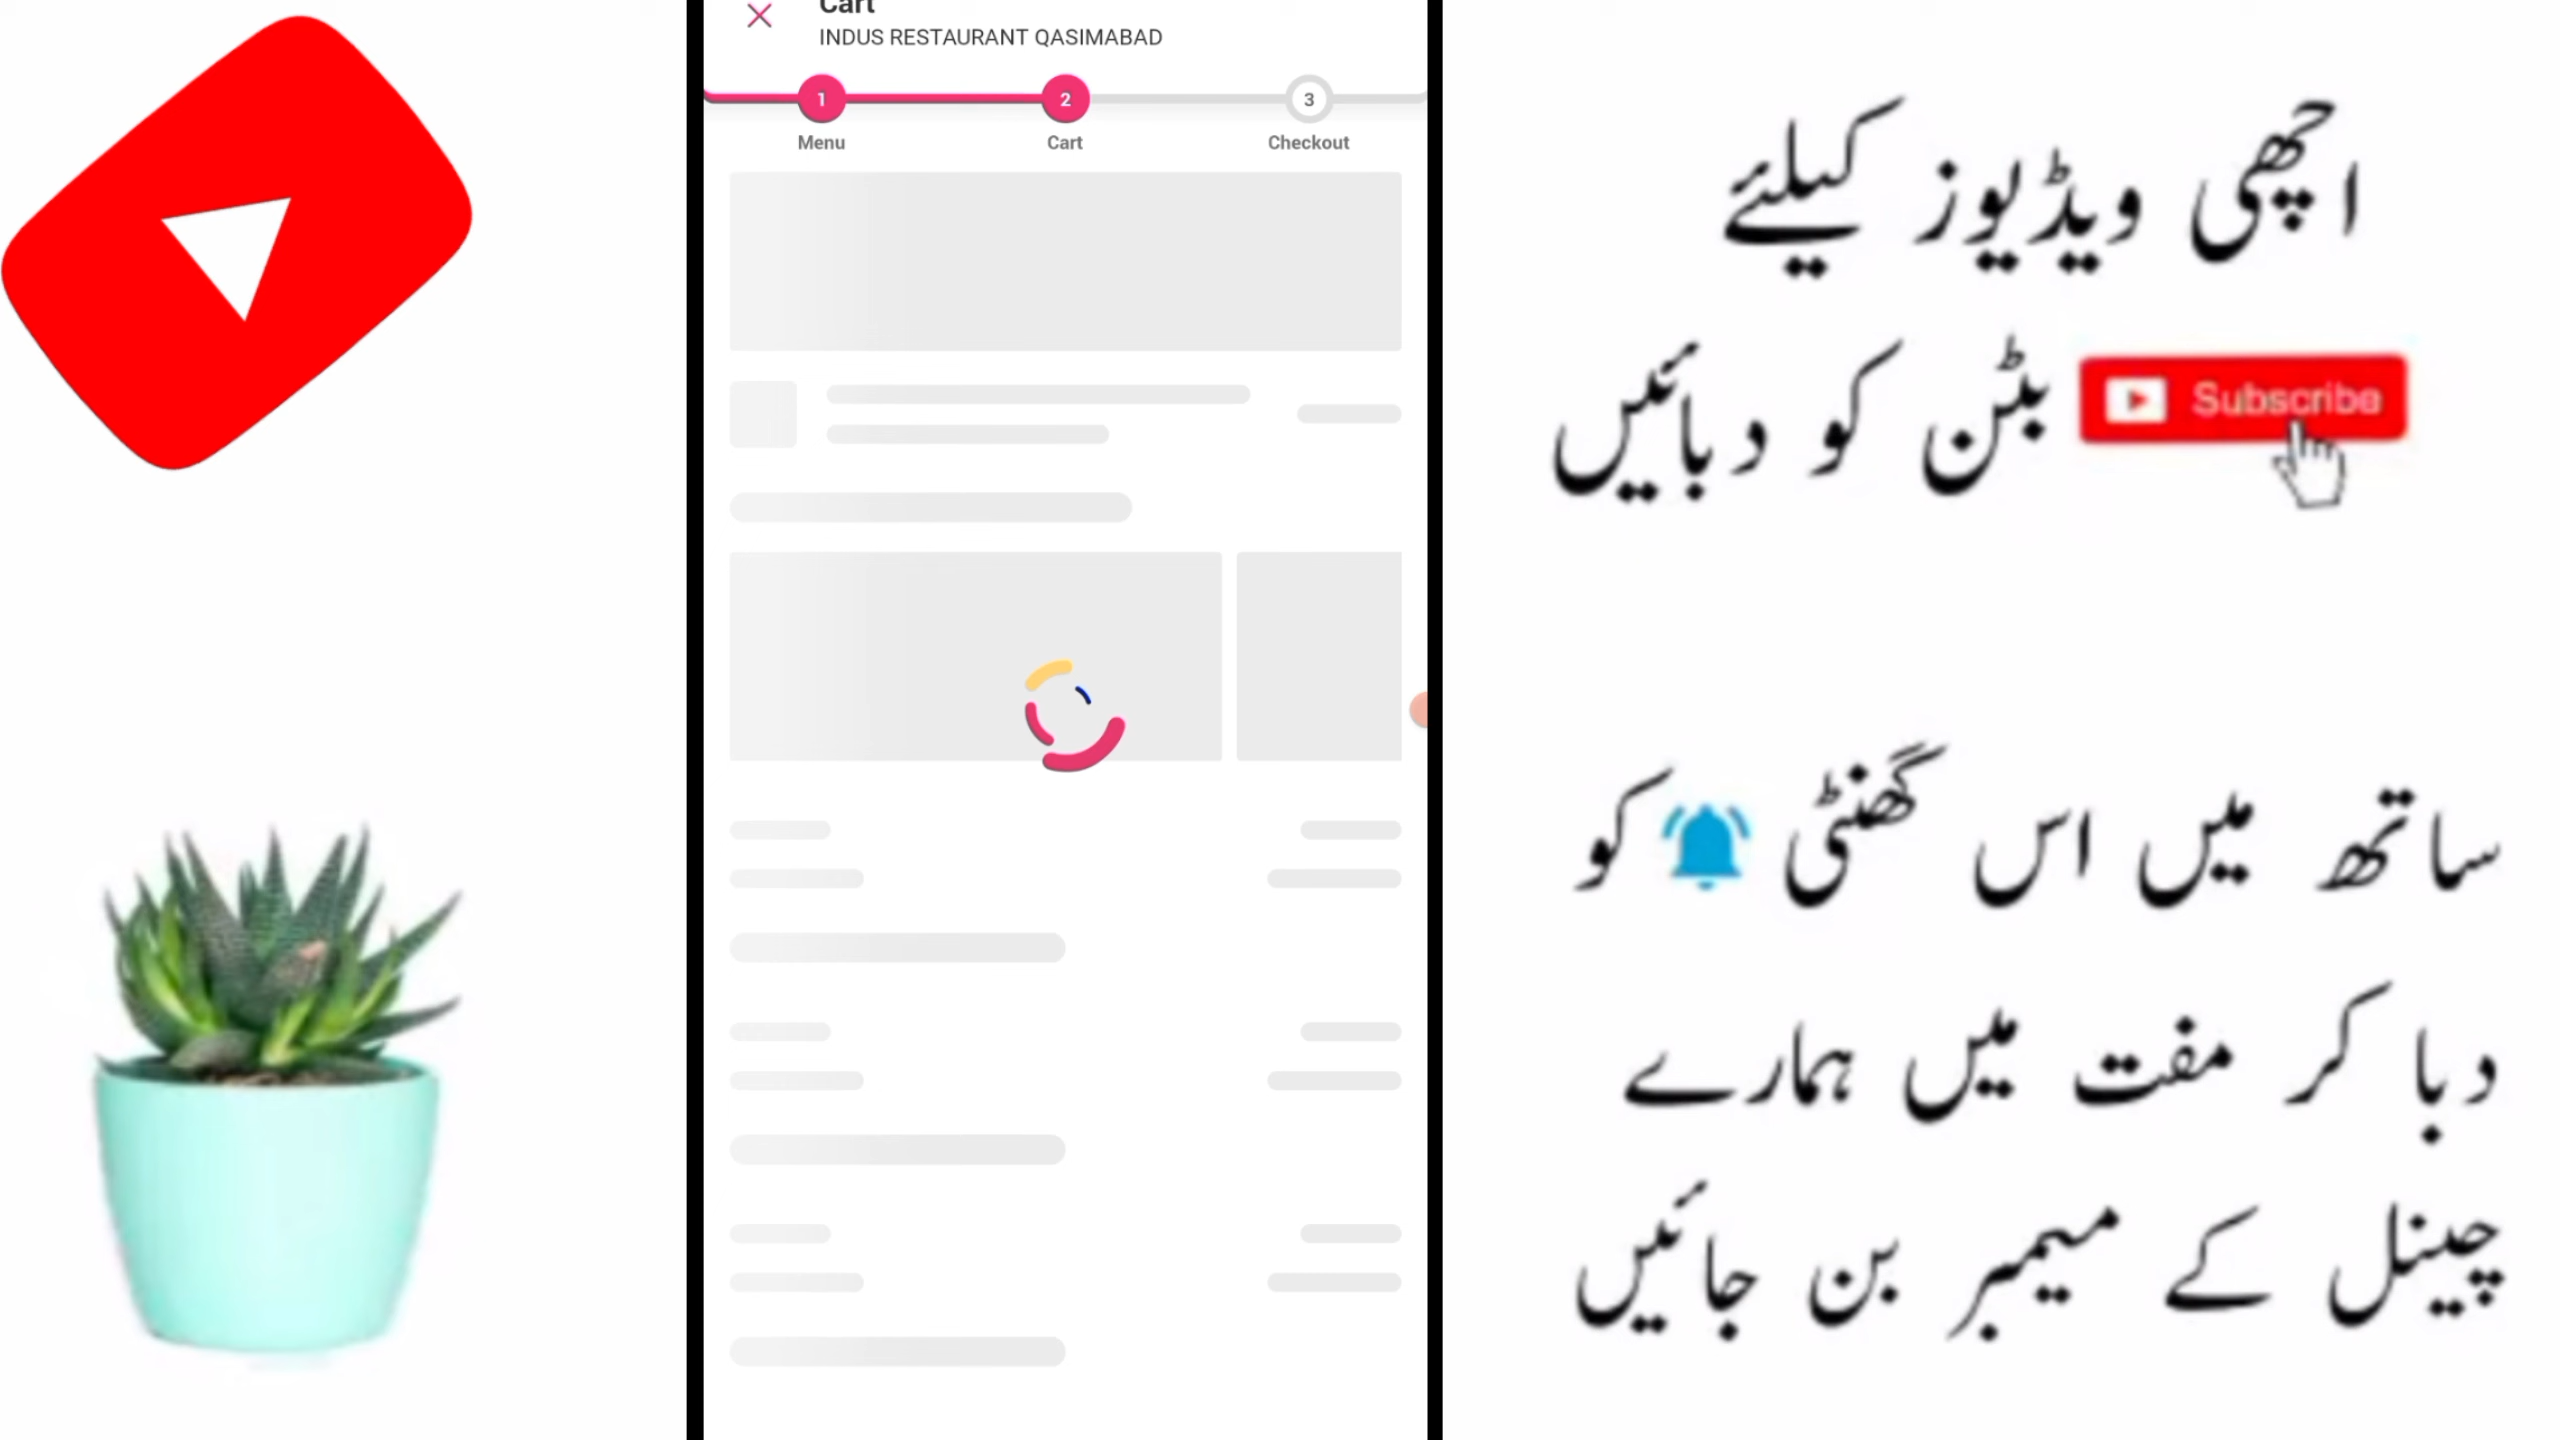 Cart
INDUS RESTAURANT QASIMABAD
1 2 3
Menu Cart Checkout
اچھی ویڈیوز کیلئے
Subscribe بٹن کو دبائیں
ساتھ میں اس گھنٹی کو
دبا کر مفت میں ہمارے
چینل کے میمبر بن جائیں